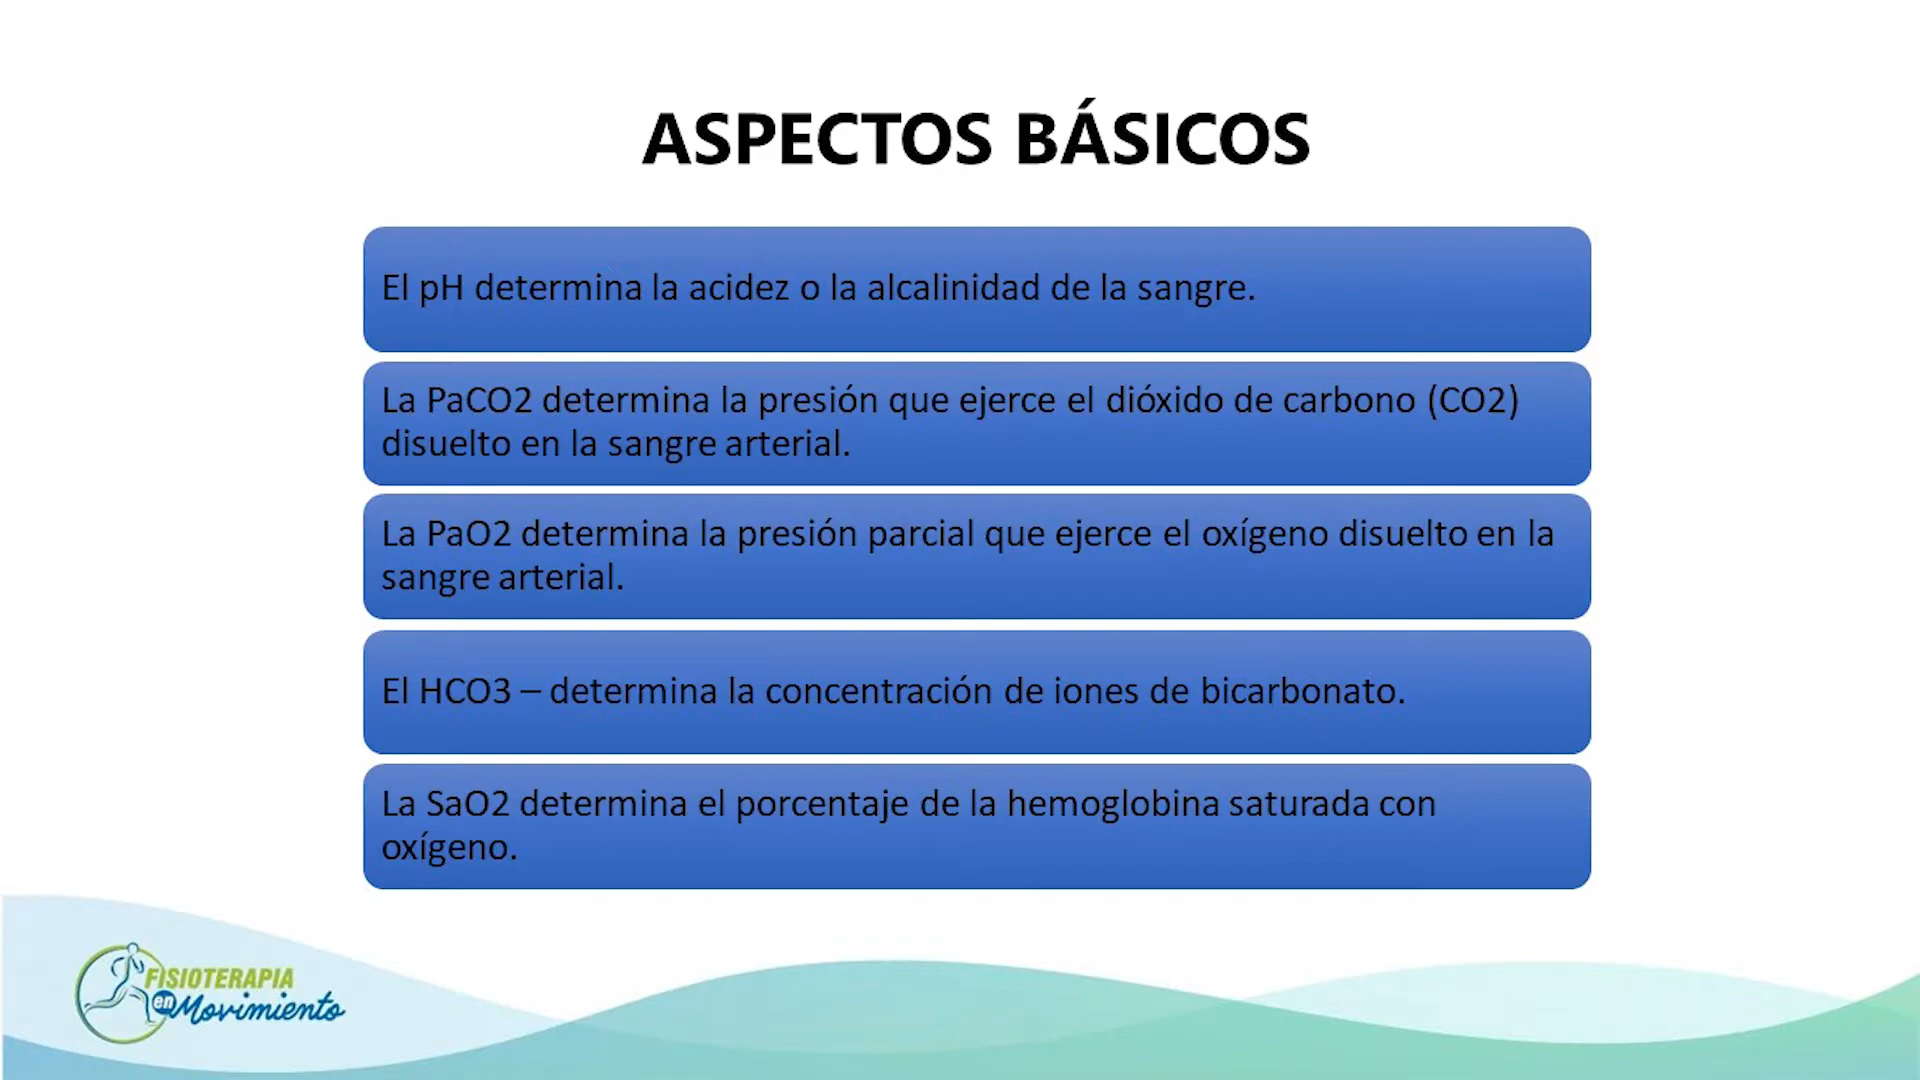 ASPECTOS BÁSICOS
El pH determina la acidez o la alcalinidad de la sangre.
La PaCO2 determina la presión que ejerce el dióxido de carbono (CO2)
disuelto en la sangre arterial.
La PaO2 determina la presión parcial que ejerce el oxígeno disuelto en la
sangre arterial.
El HCO3 – determina la concentración de iones de bicarbonato.
La SaO2 determina el porcentaje de la hemoglobina saturada con
oxígeno.
FISIOTERAPIA
en Movimiento